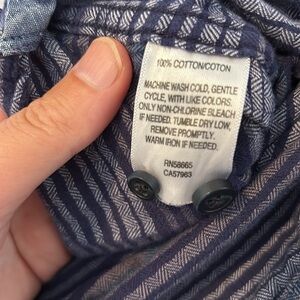 100% COTTON/COTON
MACHINE WASH COLD, GENTLE
CYCLE, WITH LIKE COLORS.
ONLY NON-CHLORINE BLEACH
IF NEEDED. TUMBLE DRY LOW,
REMOVE PROMPTLY.
WARM IRON IF NEEDED.
RN58665
CA57963